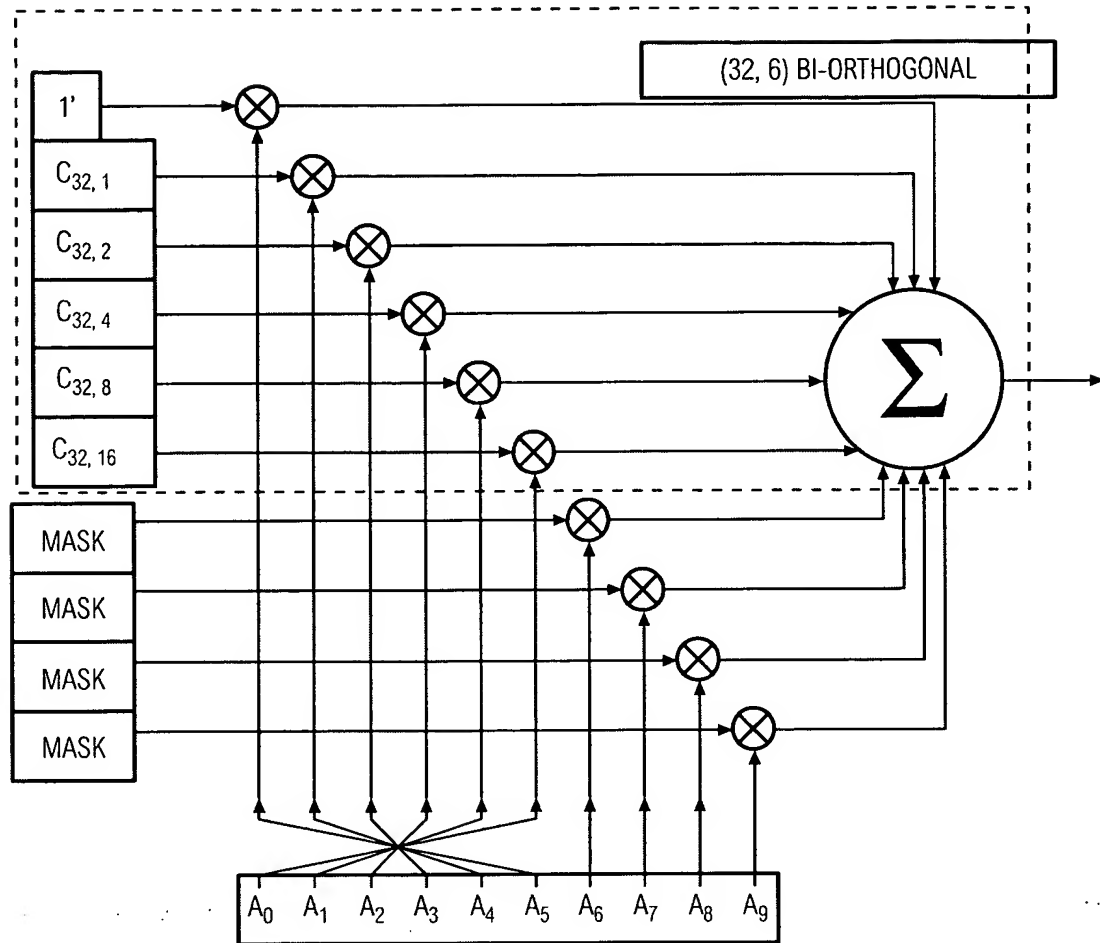 (32, 6) BI-ORTHOGONAL
1'
C32, 1
C32, 2
C32, 4
C32, 8
C32, 16
Σ
MASK
MASK
MASK
MASK
A0 A1 A2 A3 A4 A5 A6 A7 A8 A9